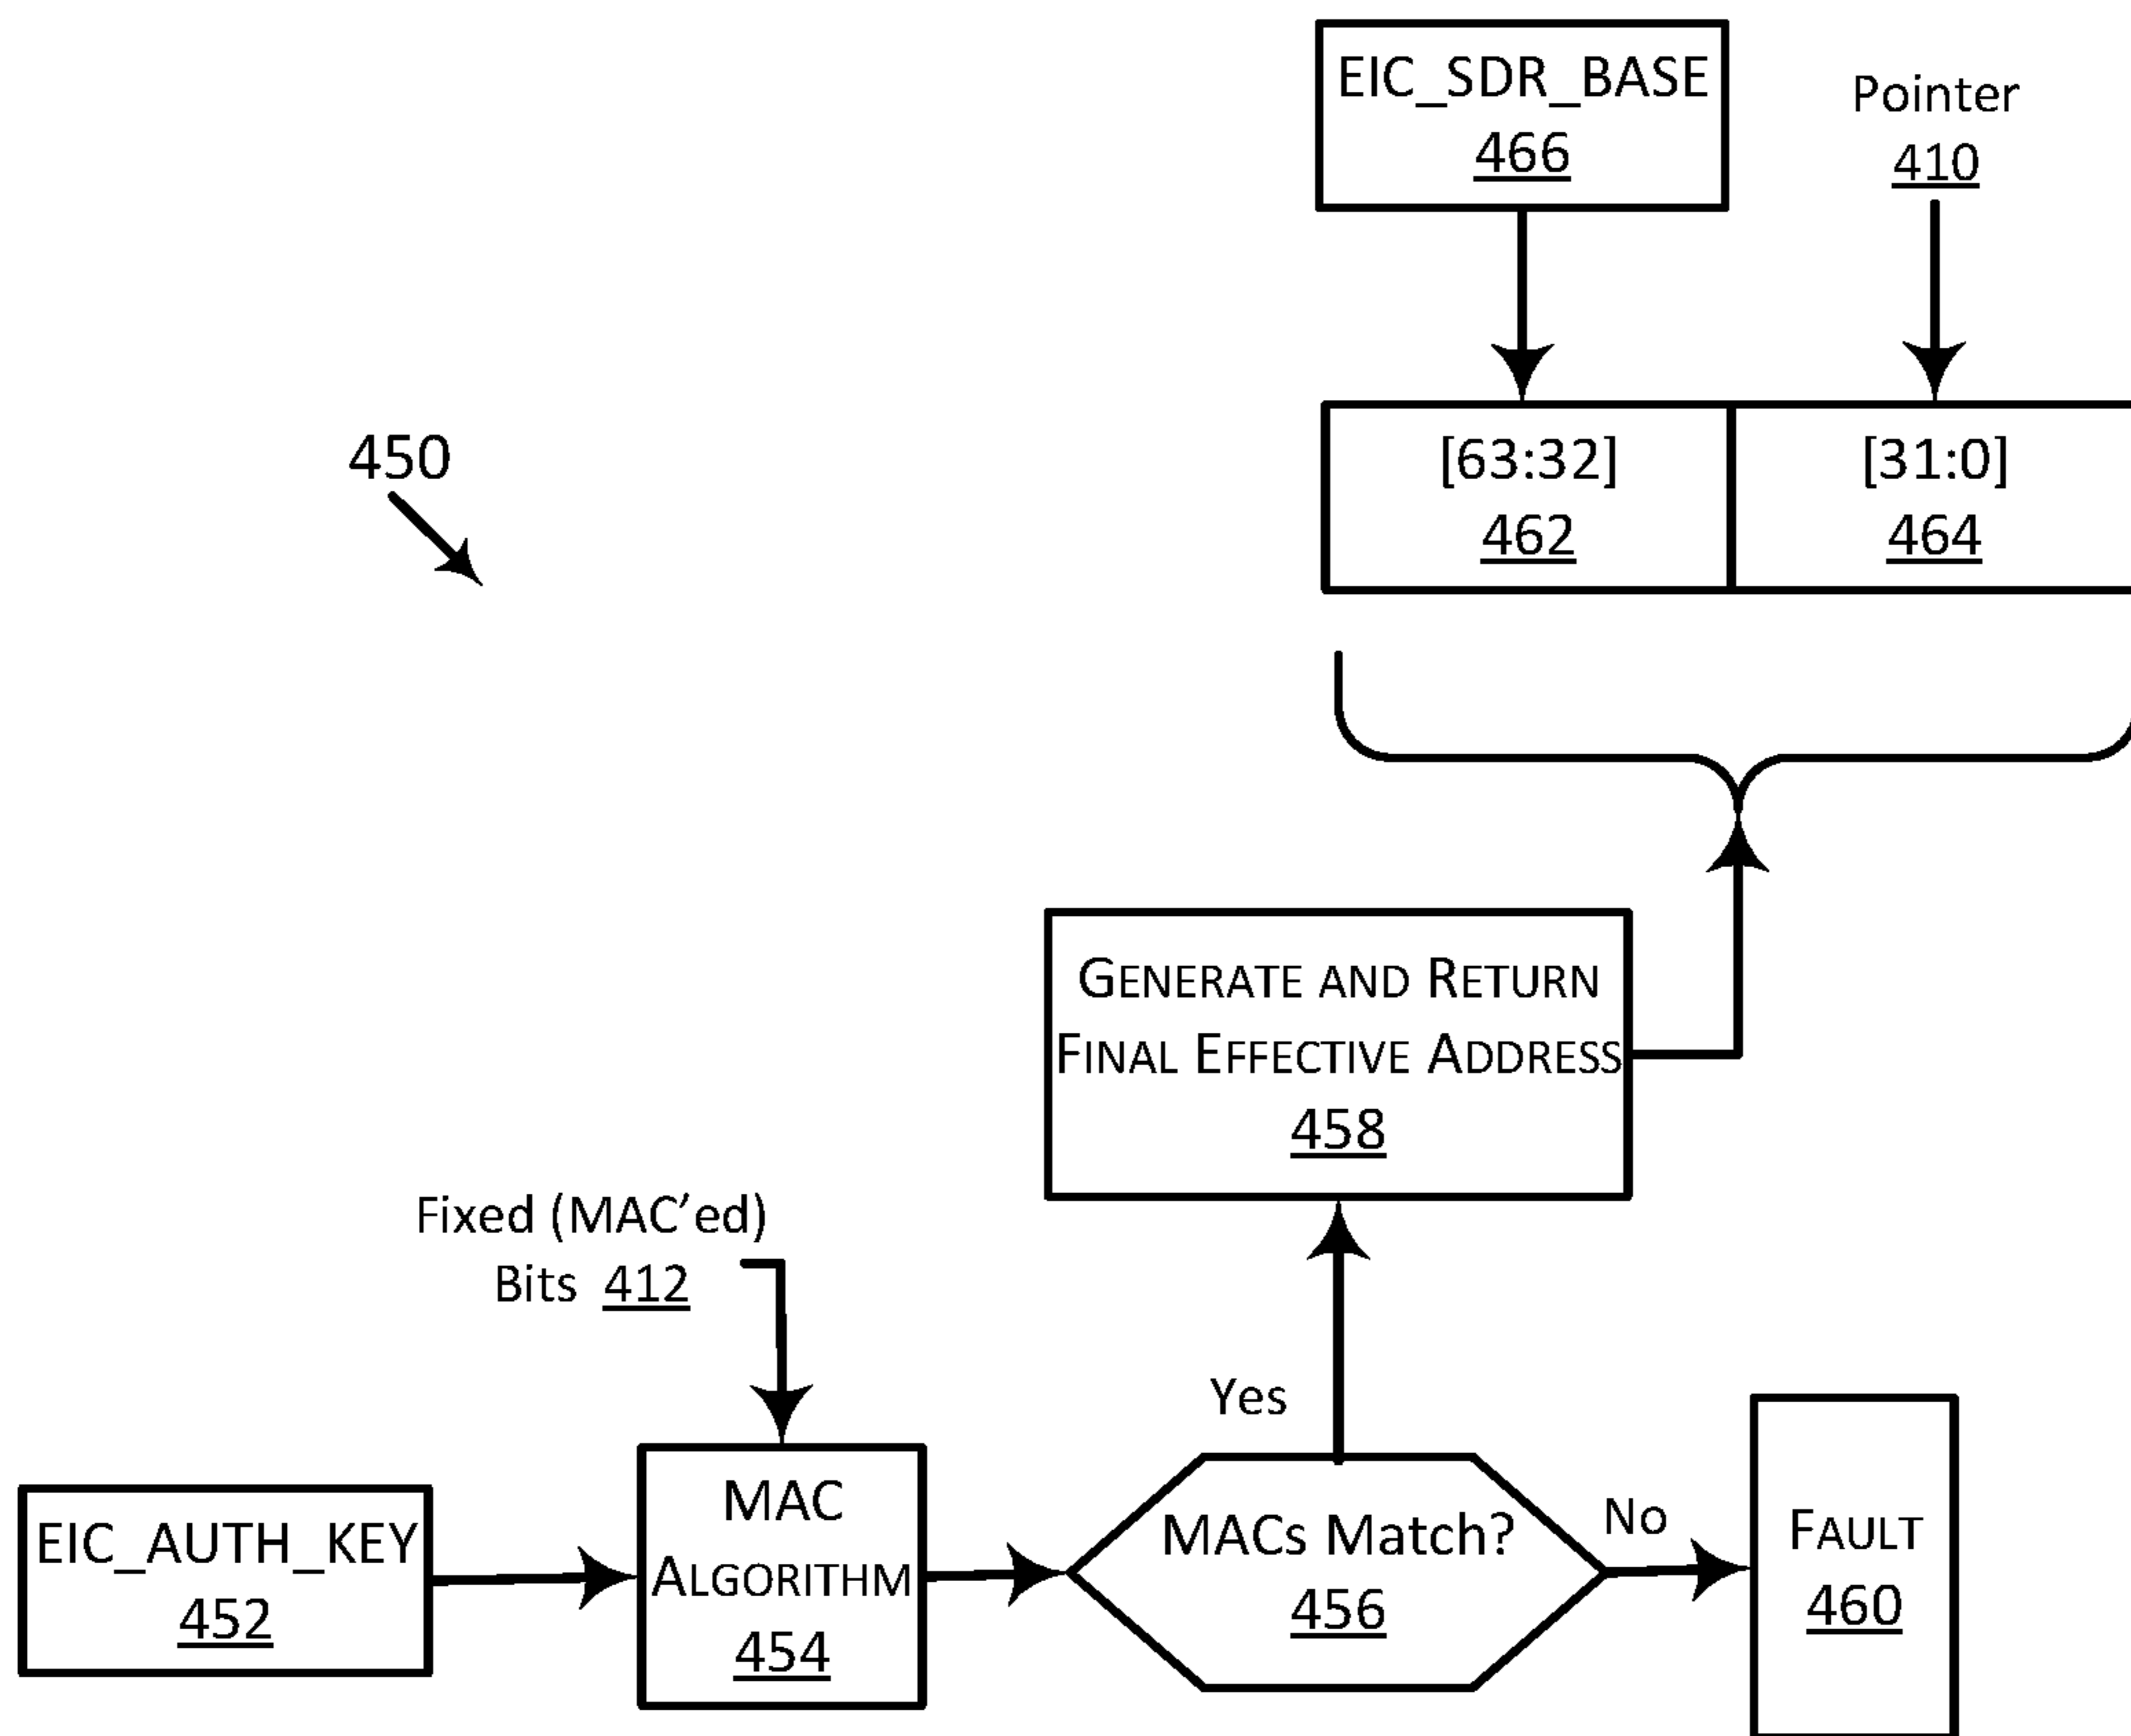 EIC_SDR_BASE
466
Pointer
410
[63:32]
462
[31:0]
464
450
GENERATE AND RETURN
FINAL EFFECTIVE ADDRESS
458
Fixed (MAC’ed)
Bits 412
Yes
EIC_AUTH_KEY
452
MAC
ALGORITHM
454
MACs Match?
456
No
FAULT
460